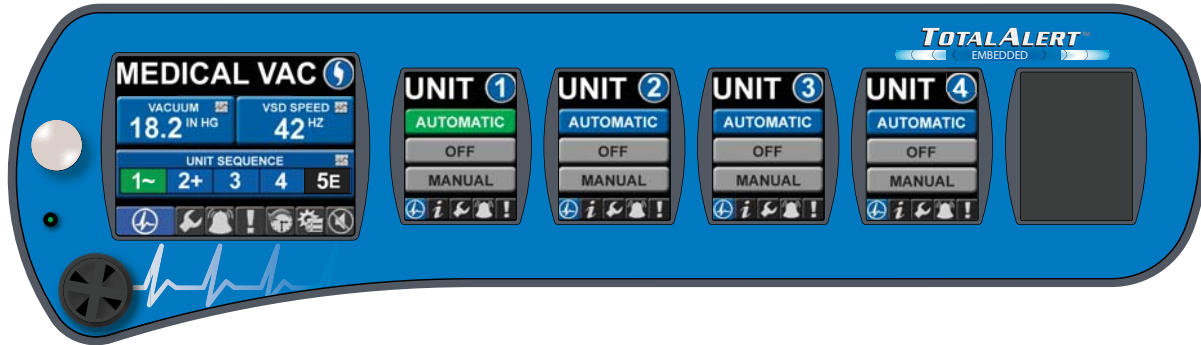 TOTALALERT™
EMBEDDED
MEDICAL VAC
VACUUM
VSD SPEED
18.2 IN HG
42 HZ
UNIT SEQUENCE
1~ 2+ 3 4 5E
!
UNIT 1
AUTOMATIC
OFF
MANUAL
i !
UNIT 2
AUTOMATIC
OFF
MANUAL
i !
UNIT 3
AUTOMATIC
OFF
MANUAL
i !
UNIT 4
AUTOMATIC
OFF
MANUAL
i !